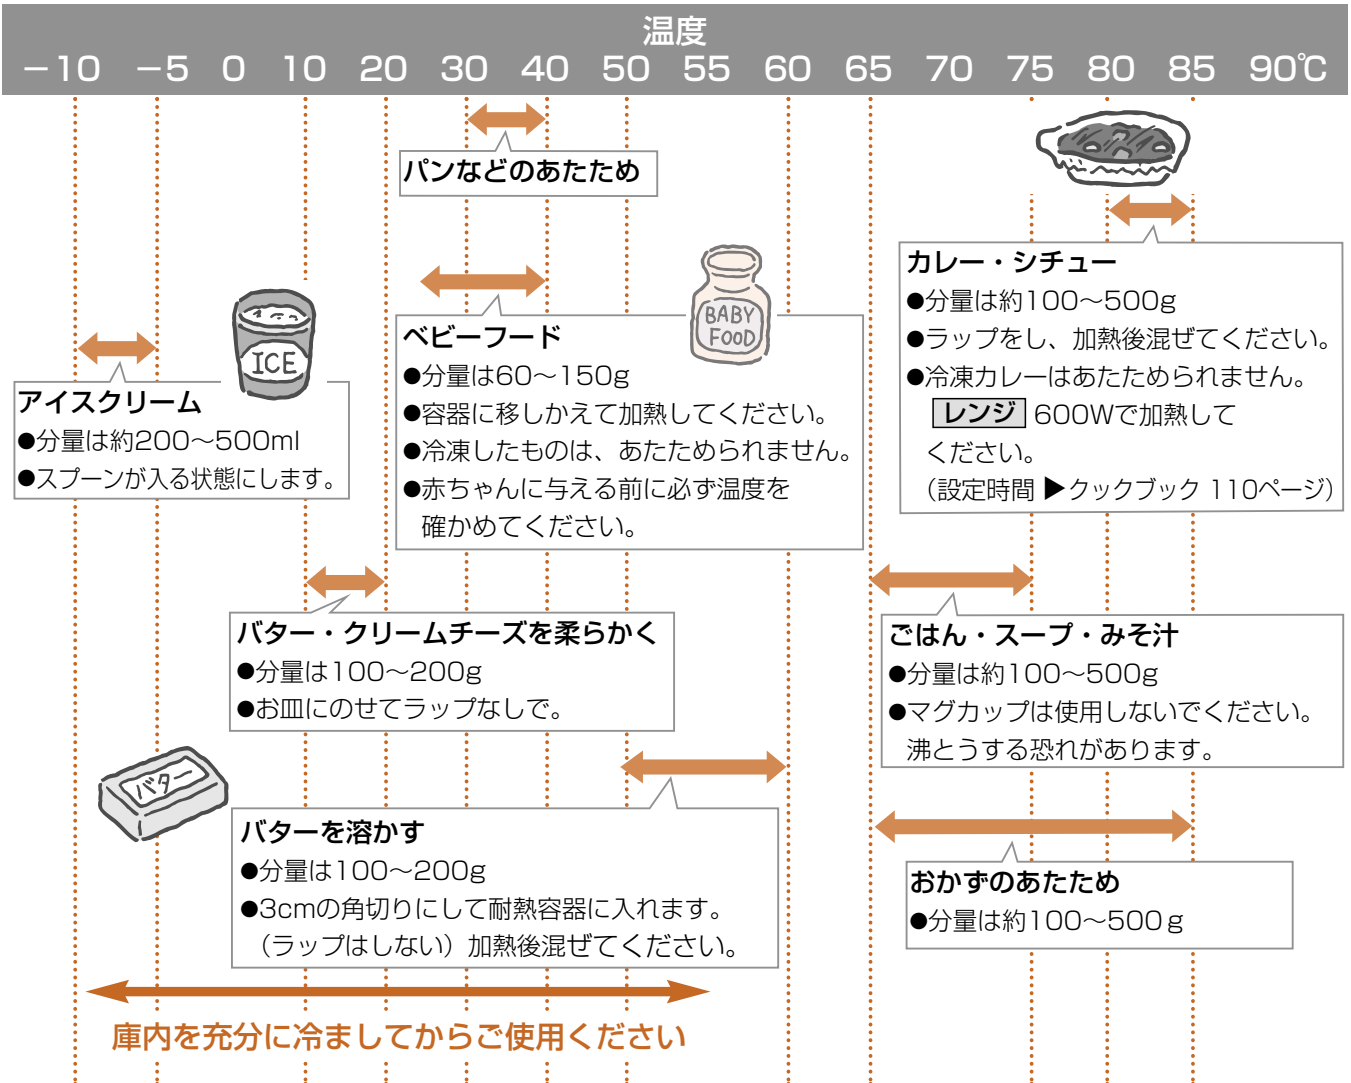 温度
−10 −5 0 10 20 30 40 50 55 60 65 70 75 80 85 90℃
パンなどのあたため
カレー・シチュー
●分量は約100〜500g
●ラップをし、加熱後混ぜてください。
●冷凍カレーはあたためられません。
レンジ 600Wで加熱して
ください。
（設定時間 ▶クックブック 110ページ）
BABY
FOOD
ベビーフード
●分量は60〜150g
●容器に移しかえて加熱してください。
●冷凍したものは、あたためられません。
●赤ちゃんに与える前に必ず温度を
確かめてください。
ICE
アイスクリーム
●分量は約200〜500ml
●スプーンが入る状態にします。
バター・クリームチーズを柔らかく
●分量は100〜200g
●お皿にのせてラップなしで。
ごはん・スープ・みそ汁
●分量は約100〜500g
●マグカップは使用しないでください。
沸とうする恐れがあります。
バター
バターを溶かす
●分量は100〜200g
●3cmの角切りにして耐熱容器に入れます。
（ラップはしない）加熱後混ぜてください。
おかずのあたため
●分量は約100〜500g
庫内を充分に冷ましてからご使用ください